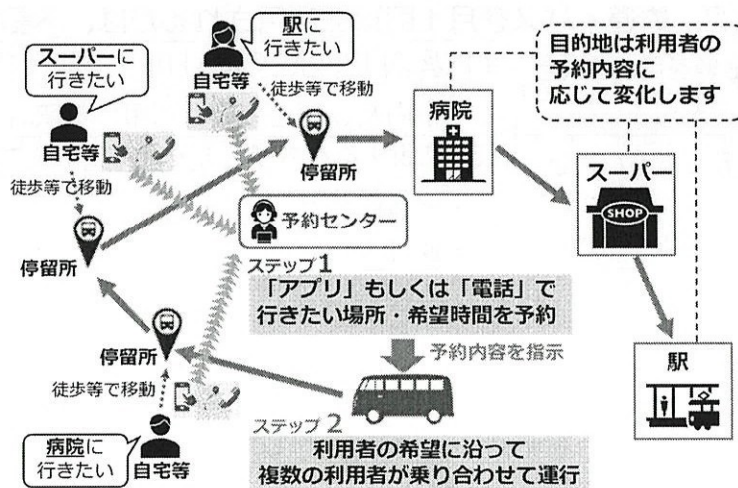 駅に
行きたい
自宅等
徒歩等で移動
停留所
スーパーに
行きたい
自宅等
徒歩等で移動
停留所
病院
目的地は利用者の
予約内容に
応じて変化します
スーパー
SHOP
駅
予約センター
ステップ1
「アプリ」もしくは「電話」で
行きたい場所・希望時間を予約
予約内容を指示
停留所
徒歩等で移動
病院に
行きたい
自宅等
ステップ2
利用者の希望に沿って
複数の利用者が乗り合わせて運行